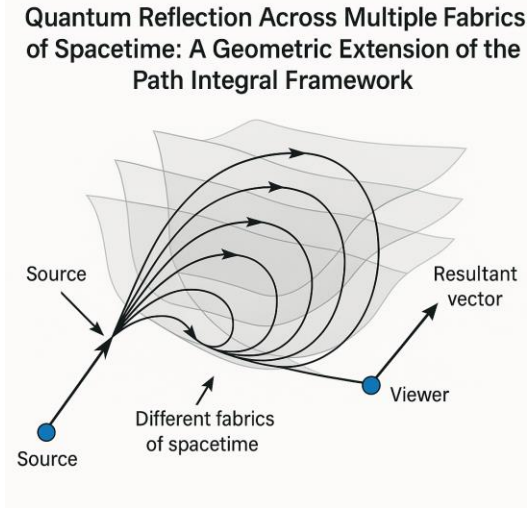 Quantum Reflection Across Multiple Fabrics
of Spacetime: A Geometric Extension of the
Path Integral Framework
Source
Resultant
vector
Viewer
Different fabrics
of spacetime
Source